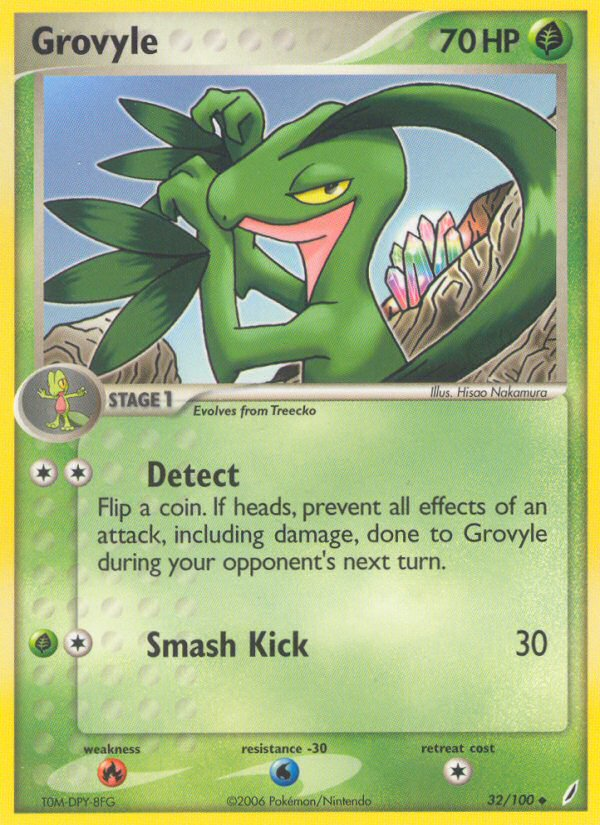 Grovyle 70 HP
Illus. Hisao Nakamura
STAGE 1
Evolves from Treecko
Detect
Flip a coin. If heads, prevent all effects of an
attack, including damage, done to Grovyle
during your opponent's next turn.
Smash Kick 30
weakness resistance -30 retreat cost
T0M-DPY-8FG ©2006 Pokémon/Nintendo 32/100